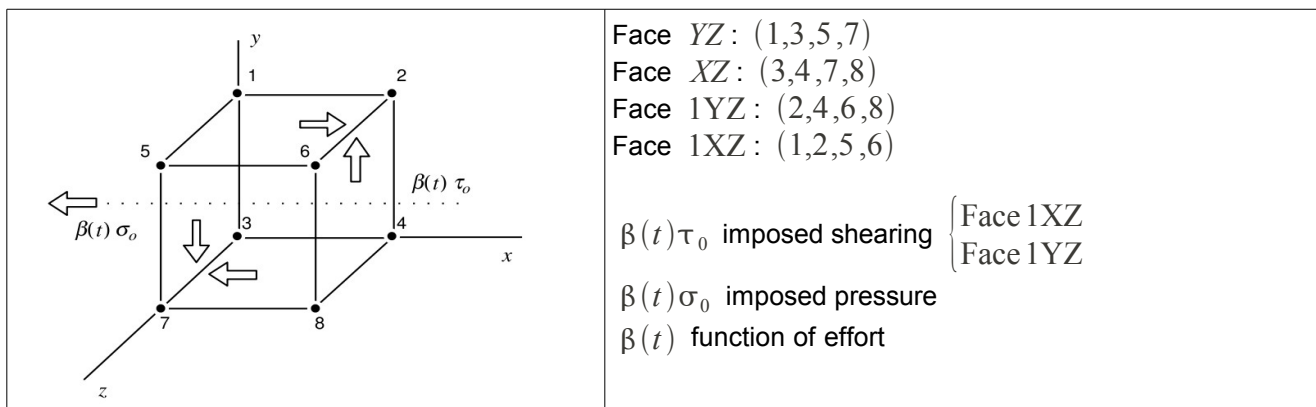 y
1
2
5
6
β(t) τo
β(t) σo
3
4
x
7
8
z
Face YZ : (1,3,5,7)
Face XZ : (3,4,7,8)
Face 1YZ : (2,4,6,8)
Face 1XZ : (1,2,5,6)
β(t)τ₀ imposed shearing { Face 1XZ
Face 1YZ
β(t)σ₀ imposed pressure
β(t) function of effort